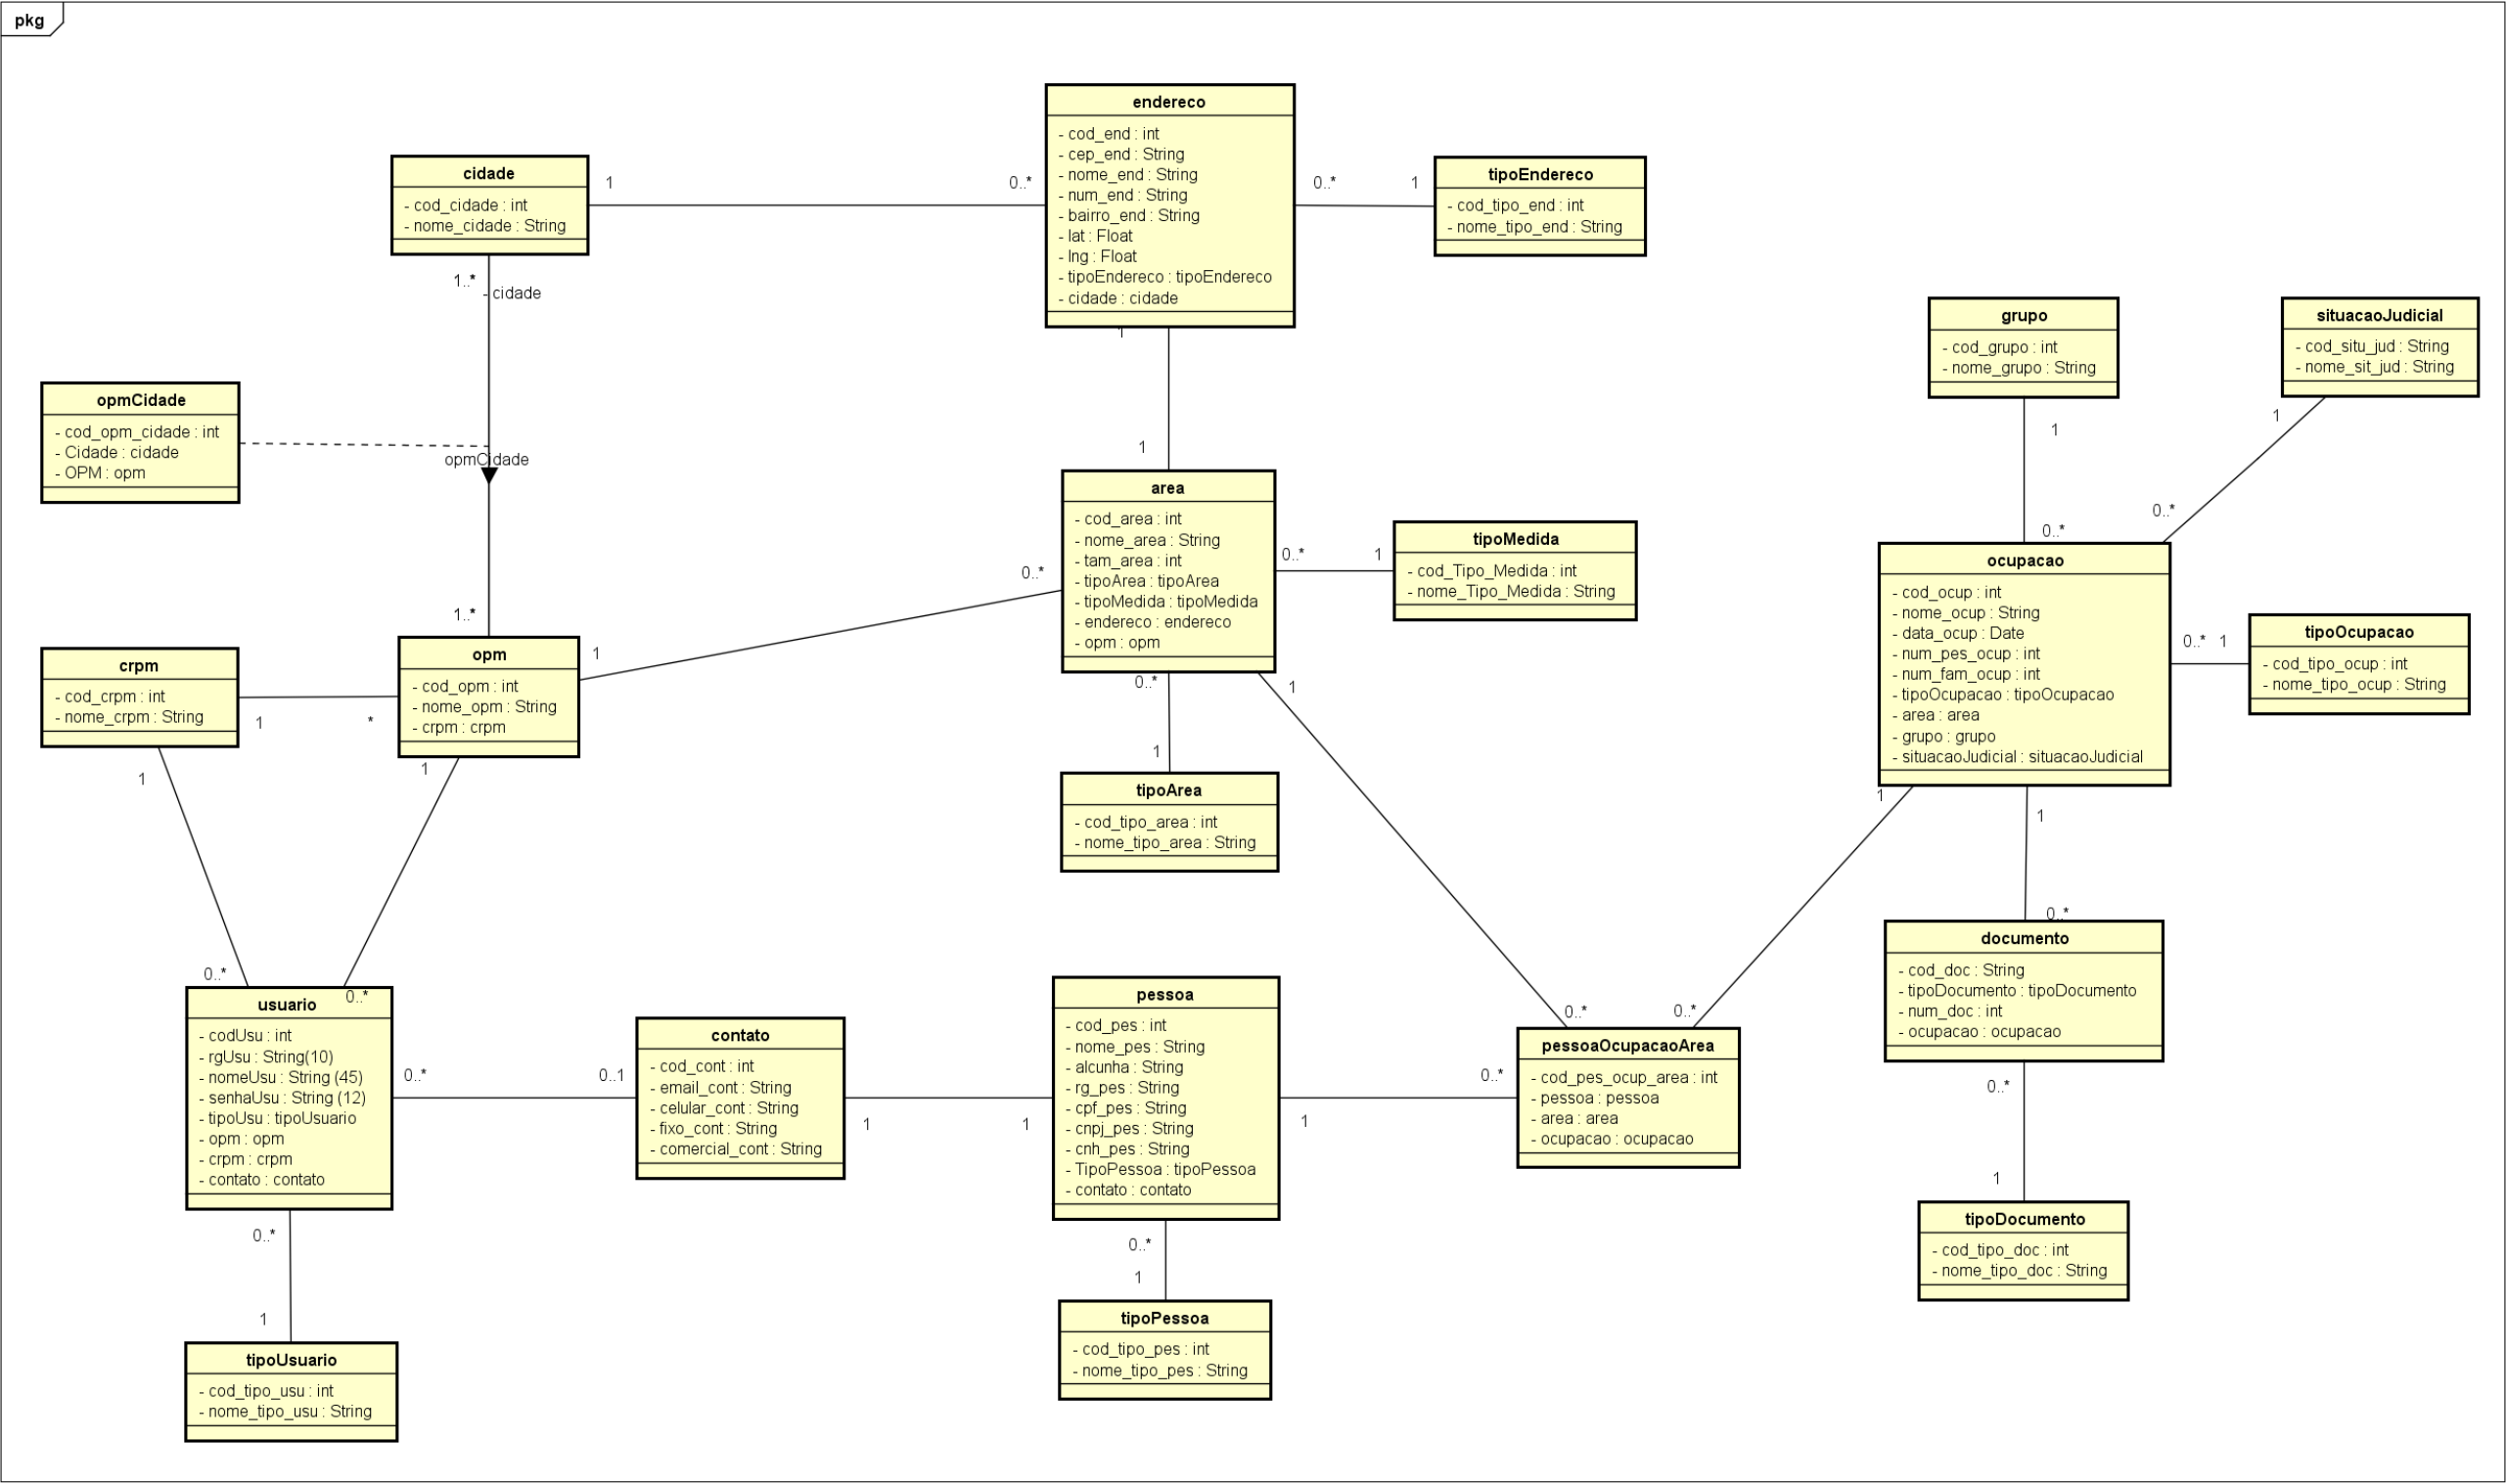 pkg
endereco
- cod_end : int
- cep_end : String
- nome_end : String
- num_end : String
- bairro_end : String
- lat : Float
- lng : Float
- tipoEndereco : tipoEndereco
- cidade : cidade
cidade
- cod_cidade : int
- nome_cidade : String
1
0..*
0..*
1
tipoEndereco
- cod_tipo_end : int
- nome_tipo_end : String
1..*
- cidade
1
grupo
- cod_grupo : int
- nome_grupo : String
situacaoJudicial
- cod_situ_jud : String
- nome_sit_jud : String
opmCidade
- cod_opm_cidade : int
- Cidade : cidade
- OPM : opm
opmCidade
1
1
1
area
- cod_area : int
- nome_area : String
- tam_area : int
- tipoArea : tipoArea
- tipoMedida : tipoMedida
- endereco : endereco
- opm : opm
0..*
0..*
1
tipoMedida
- cod_Tipo_Medida : int
- nome_Tipo_Medida : String
0..*
0..*
ocupacao
- cod_ocup : int
- nome_ocup : String
- data_ocup : Date
- num_pes_ocup : int
- num_fam_ocup : int
- tipoOcupacao : tipoOcupacao
- area : area
- grupo : grupo
- situacaoJudicial : situacaoJudicial
0..*
1
tipoOcupacao
- cod_tipo_ocup : int
- nome_tipo_ocup : String
1..*
1
crpm
- cod_crpm : int
- nome_crpm : String
1
*
opm
- cod_opm : int
- nome_opm : String
- crpm : crpm
1
1
0..*
1
1
tipoArea
- cod_tipo_area : int
- nome_tipo_area : String
1
1
0..*
documento
- cod_doc : String
- tipoDocumento : tipoDocumento
- num_doc : int
- ocupacao : ocupacao
0..*
0..*
usuario
- codUsu : int
- rgUsu : String(10)
- nomeUsu : String (45)
- senhaUsu : String (12)
- tipoUsu : tipoUsuario
- opm : opm
- crpm : crpm
- contato : contato
0..*
0..1
contato
- cod_cont : int
- email_cont : String
- celular_cont : String
- fixo_cont : String
- comercial_cont : String
1
1
pessoa
- cod_pes : int
- nome_pes : String
- alcunha : String
- rg_pes : String
- cpf_pes : String
- cnpj_pes : String
- cnh_pes : String
- TipoPessoa : tipoPessoa
- contato : contato
1
0..*
0..*
0..*
pessoaOcupacaoArea
- cod_pes_ocup_area : int
- pessoa : pessoa
- area : area
- ocupacao : ocupacao
0..*
1
tipoDocumento
- cod_tipo_doc : int
- nome_tipo_doc : String
0..*
1
tipoUsuario
- cod_tipo_usu : int
- nome_tipo_usu : String
0..*
1
tipoPessoa
- cod_tipo_pes : int
- nome_tipo_pes : String